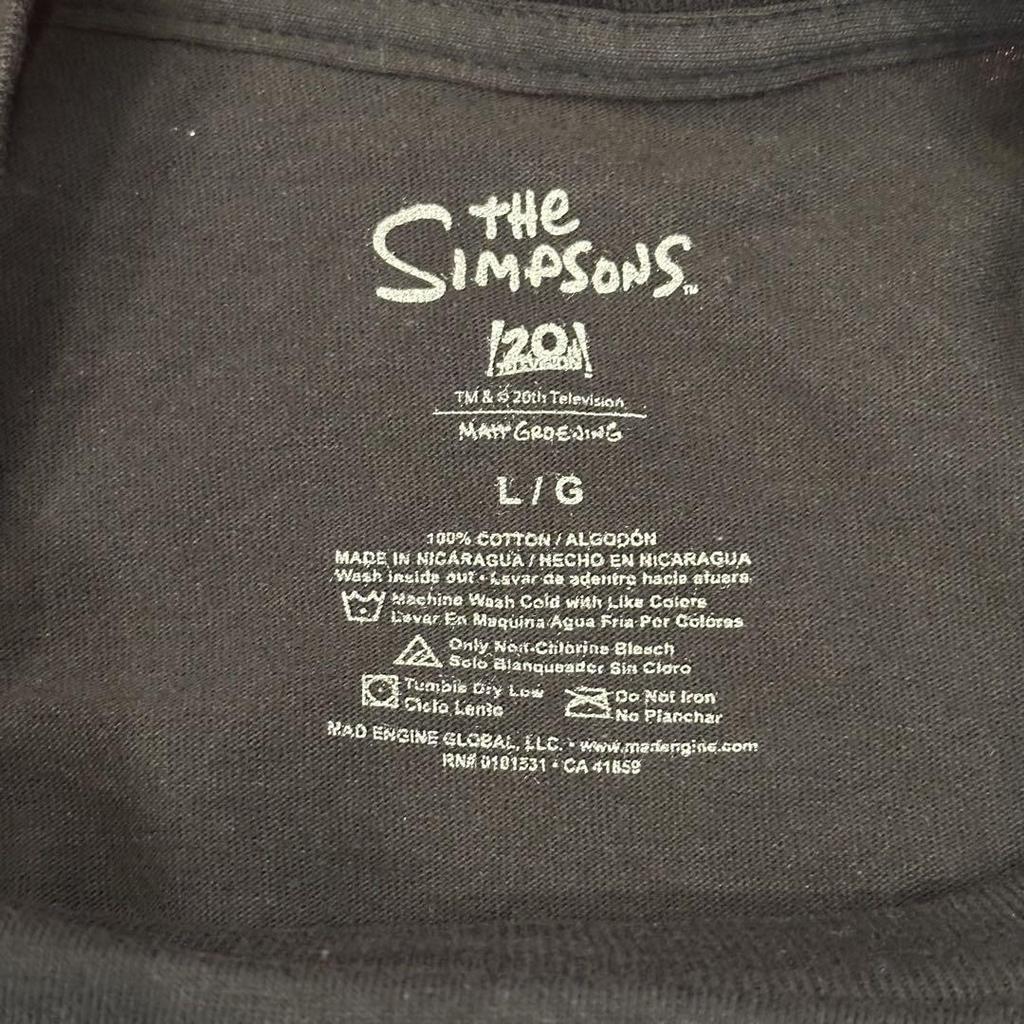 THE
SIMPSONS™
20
TELEVISION
TM & © 20th Television
MATT GROENING
L / G
100% COTTON / ALGODÓN
MADE IN NICARAGUA / HECHO EN NICARAGUA
Wash inside out • Lavar de adentro hacia afuera
Machine Wash Cold with Like Colors
Lavar En Maquina Agua Fria Por Colores
Only Non-Chlorine Bleach
Solo Blanqueador Sin Cloro
Tumble Dry Low
Ciclo Lento
Do Not Iron
No Planchar
MAD ENGINE GLOBAL, LLC. • www.madengine.com
RN# 0101531 • CA 41859